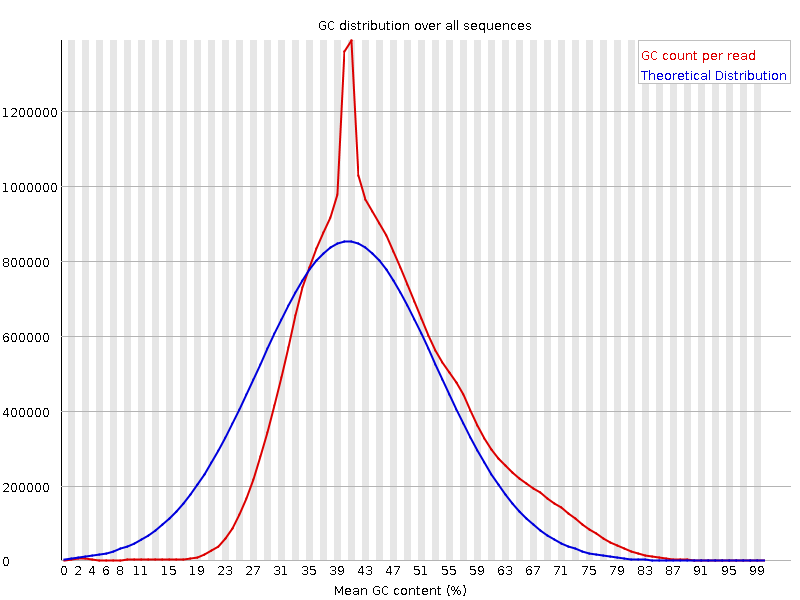 GC distribution over all sequences
GC count per read
Theoretical Distribution
1200000
1000000
800000
600000
400000
200000
0
0 2 4 6 8 11 15 19 23 27 31 35 39 43 47 51 55 59 63 67 71 75 79 83 87 91 95 99
Mean GC content (%)